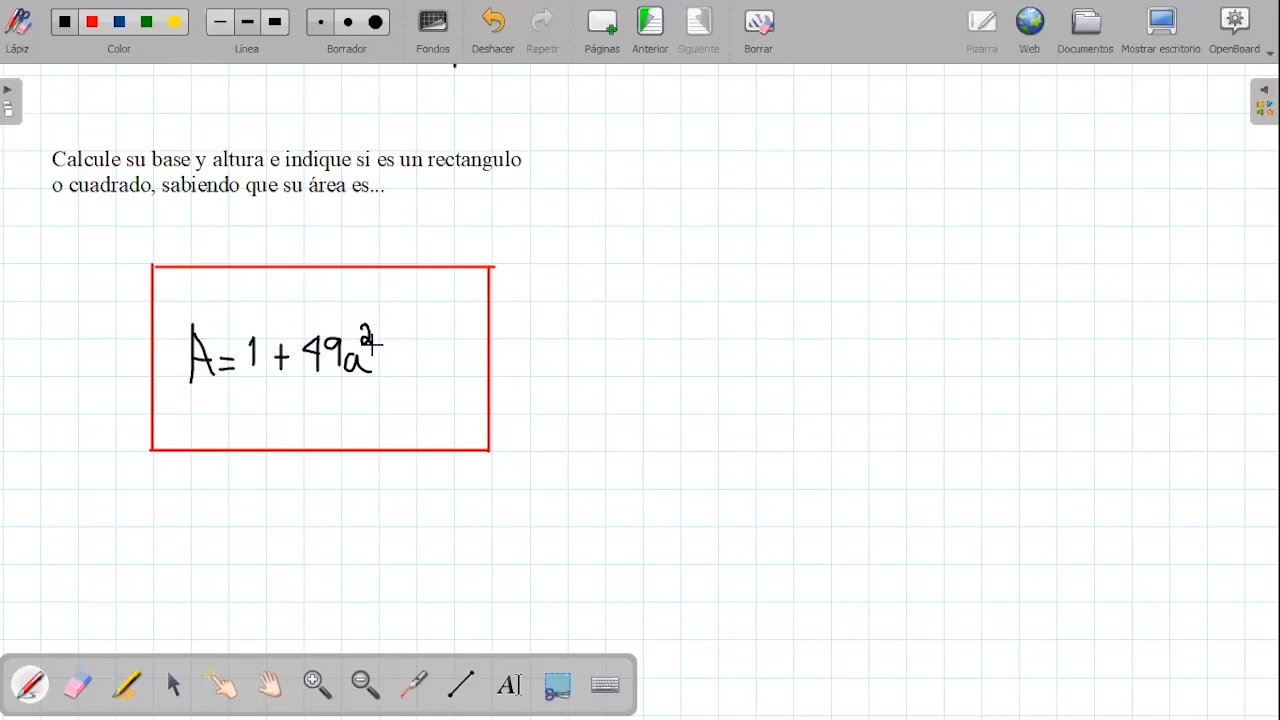 Lápiz Color Línea Borrador Fondos Deshacer Repetir Páginas Anterior Siguiente Borrar Pizarra Web Documentos Mostrar escritorio OpenBoard
Calcule su base y altura e indique si es un rectangulo
o cuadrado, sabiendo que su área es...
A = 1 + 49a²